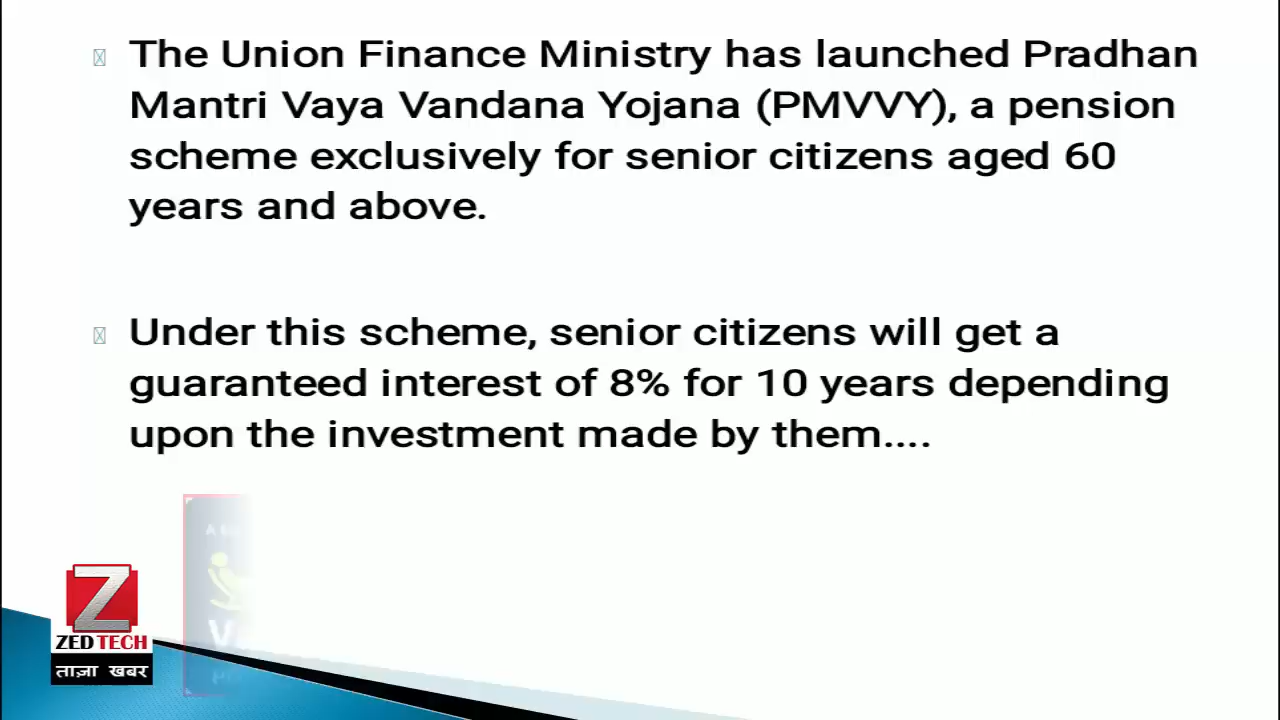 The Union Finance Ministry has launched Pradhan
Mantri Vaya Vandana Yojana (PMVVY), a pension
scheme exclusively for senior citizens aged 60
years and above.
Under this scheme, senior citizens will get a
guaranteed interest of 8% for 10 years depending
upon the investment made by them....
Z
ZED TECH
ताज़ा खबर